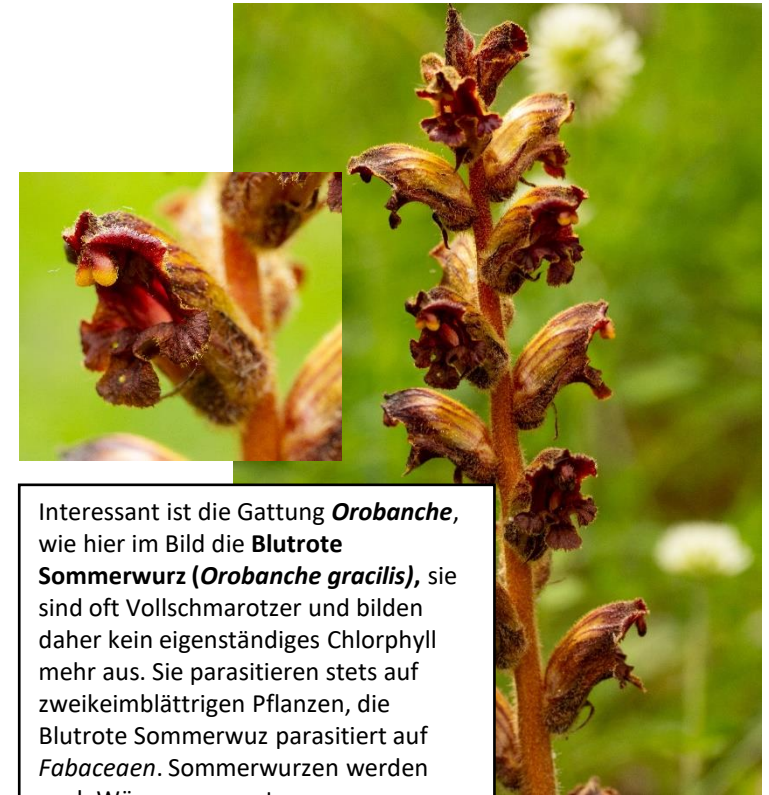 Interessant ist die Gattung Orobanche,
wie hier im Bild die Blutrote
Sommerwurz (Orobanche gracilis), sie
sind oft Vollschmarotzer und bilden
daher kein eigenständiges Chlorphyll
mehr aus. Sie parasitieren stets auf
zweikeimblättrigen Pflanzen, die
Blutrote Sommerwuz parasitiert auf
Fabaceaen. Sommerwurzen werden